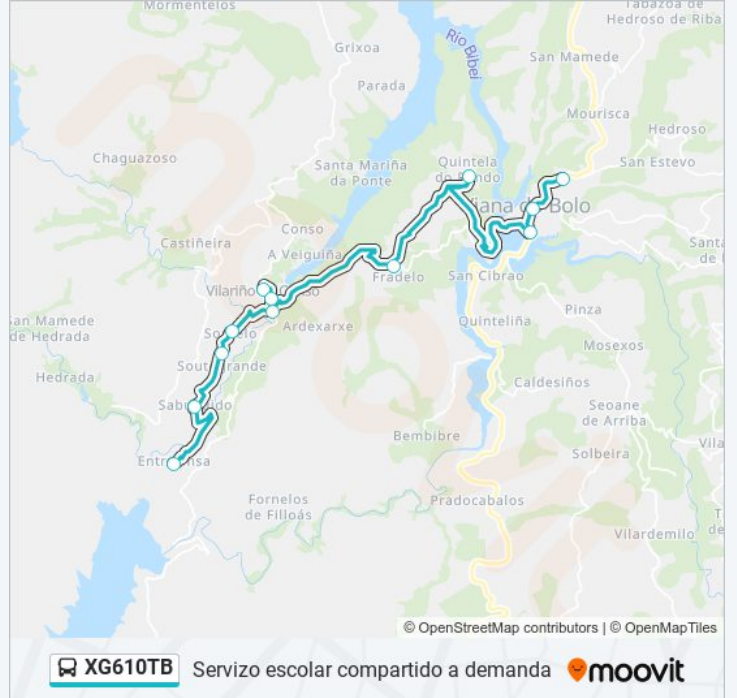 Mormentelos
Tabazoa de
Hedroso de Riba
Grixoa
Río Bibei
San Mamede
Parada
Mourisca
Chaguazoso
Hedroso
Santa Mariña
da Ponte
Quintela
do
San Estevo
Viana do Bolo
Conso
Castiñeira
A Veiguiña
Fradelo
San Cibrao
Vilariño
Pinza
San Mamede
de Hedrada
Ardexarxe
Quinteliña
Mosexos
Hedrada
Caldesiños
Seoane
de Arriba
Bembibre
Solbeira
Fornelos
de Filloás
Pradocabalos
Vilardemilo
© OpenStreetMap contributors | © OpenMapTiles
XG610TB Servizo escolar compartido a demanda moovit